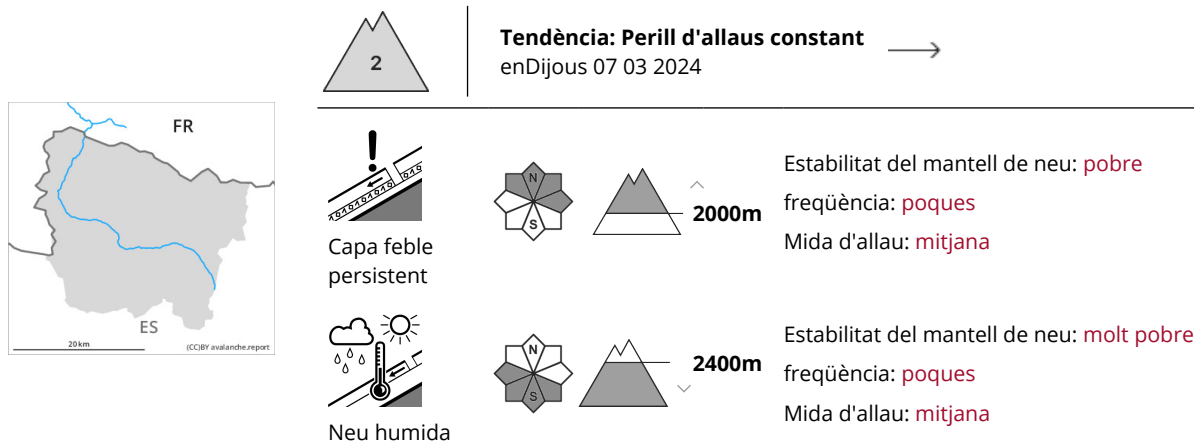 2
Tendència: Perill d'allaus constant
enDijous 07 03 2024
FR
ES
20 km
(CC)BY avalanche.report
Capa feble
persistent
N
S
2000m
Estabilitat del mantell de neu: pobre
freqüència: poques
Mida d'allau: mitjana
Neu humida
N
S
2400m
Estabilitat del mantell de neu: molt pobre
freqüència: poques
Mida d'allau: mitjana